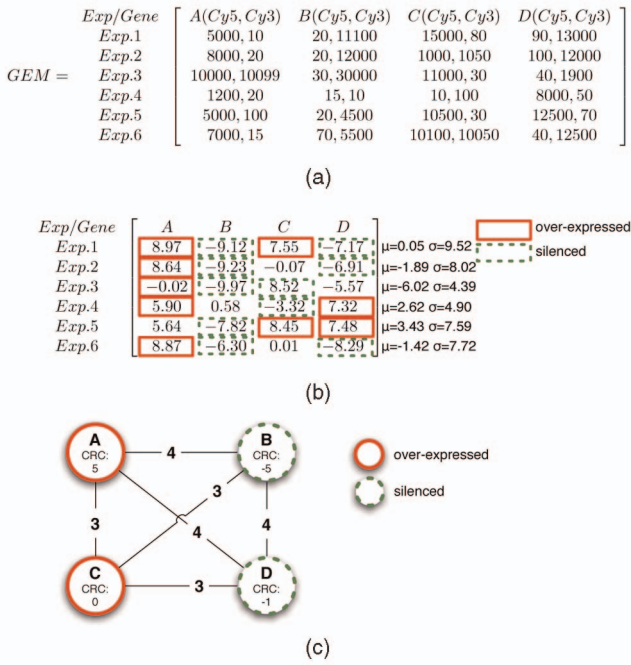 Exp/Gene A(Cy5, Cy3) B(Cy5, Cy3) C(Cy5, Cy3) D(Cy5, Cy3)
Exp.1 5000, 10 20, 11100 15000, 80 90, 13000
Exp.2 8000, 20 20, 12000 1000, 1050 100, 12000
GEM = Exp.3 10000, 10099 30, 30000 11000, 30 40, 1900
Exp.4 1200, 20 15, 10 10, 100 8000, 50
Exp.5 5000, 100 20, 4500 10500, 30 12500, 70
Exp.6 7000, 15 70, 5500 10100, 10050 40, 12500
(a)
Exp/Gene A B C D over-expressed
Exp.1 8.97 −9.12 7.55 −7.17 μ=0.05 σ=9.52 silenced
Exp.2 8.64 −9.23 −0.07 −6.91 μ=-1.89 σ=8.02
Exp.3 −0.02 −9.97 8.52 −5.57 μ=-6.02 σ=4.39
Exp.4 5.90 0.58 −3.32 7.32 μ=2.62 σ=4.90
Exp.5 5.64 −7.82 8.45 7.48 μ=3.43 σ=7.59
Exp.6 8.87 −6.30 0.01 −8.29 μ=-1.42 σ=7.72
(b)
A
CRC:
5
4
B
CRC:
-5
over-expressed
silenced
3
3
4
4
C
CRC:
0
3
D
CRC:
-1
(c)